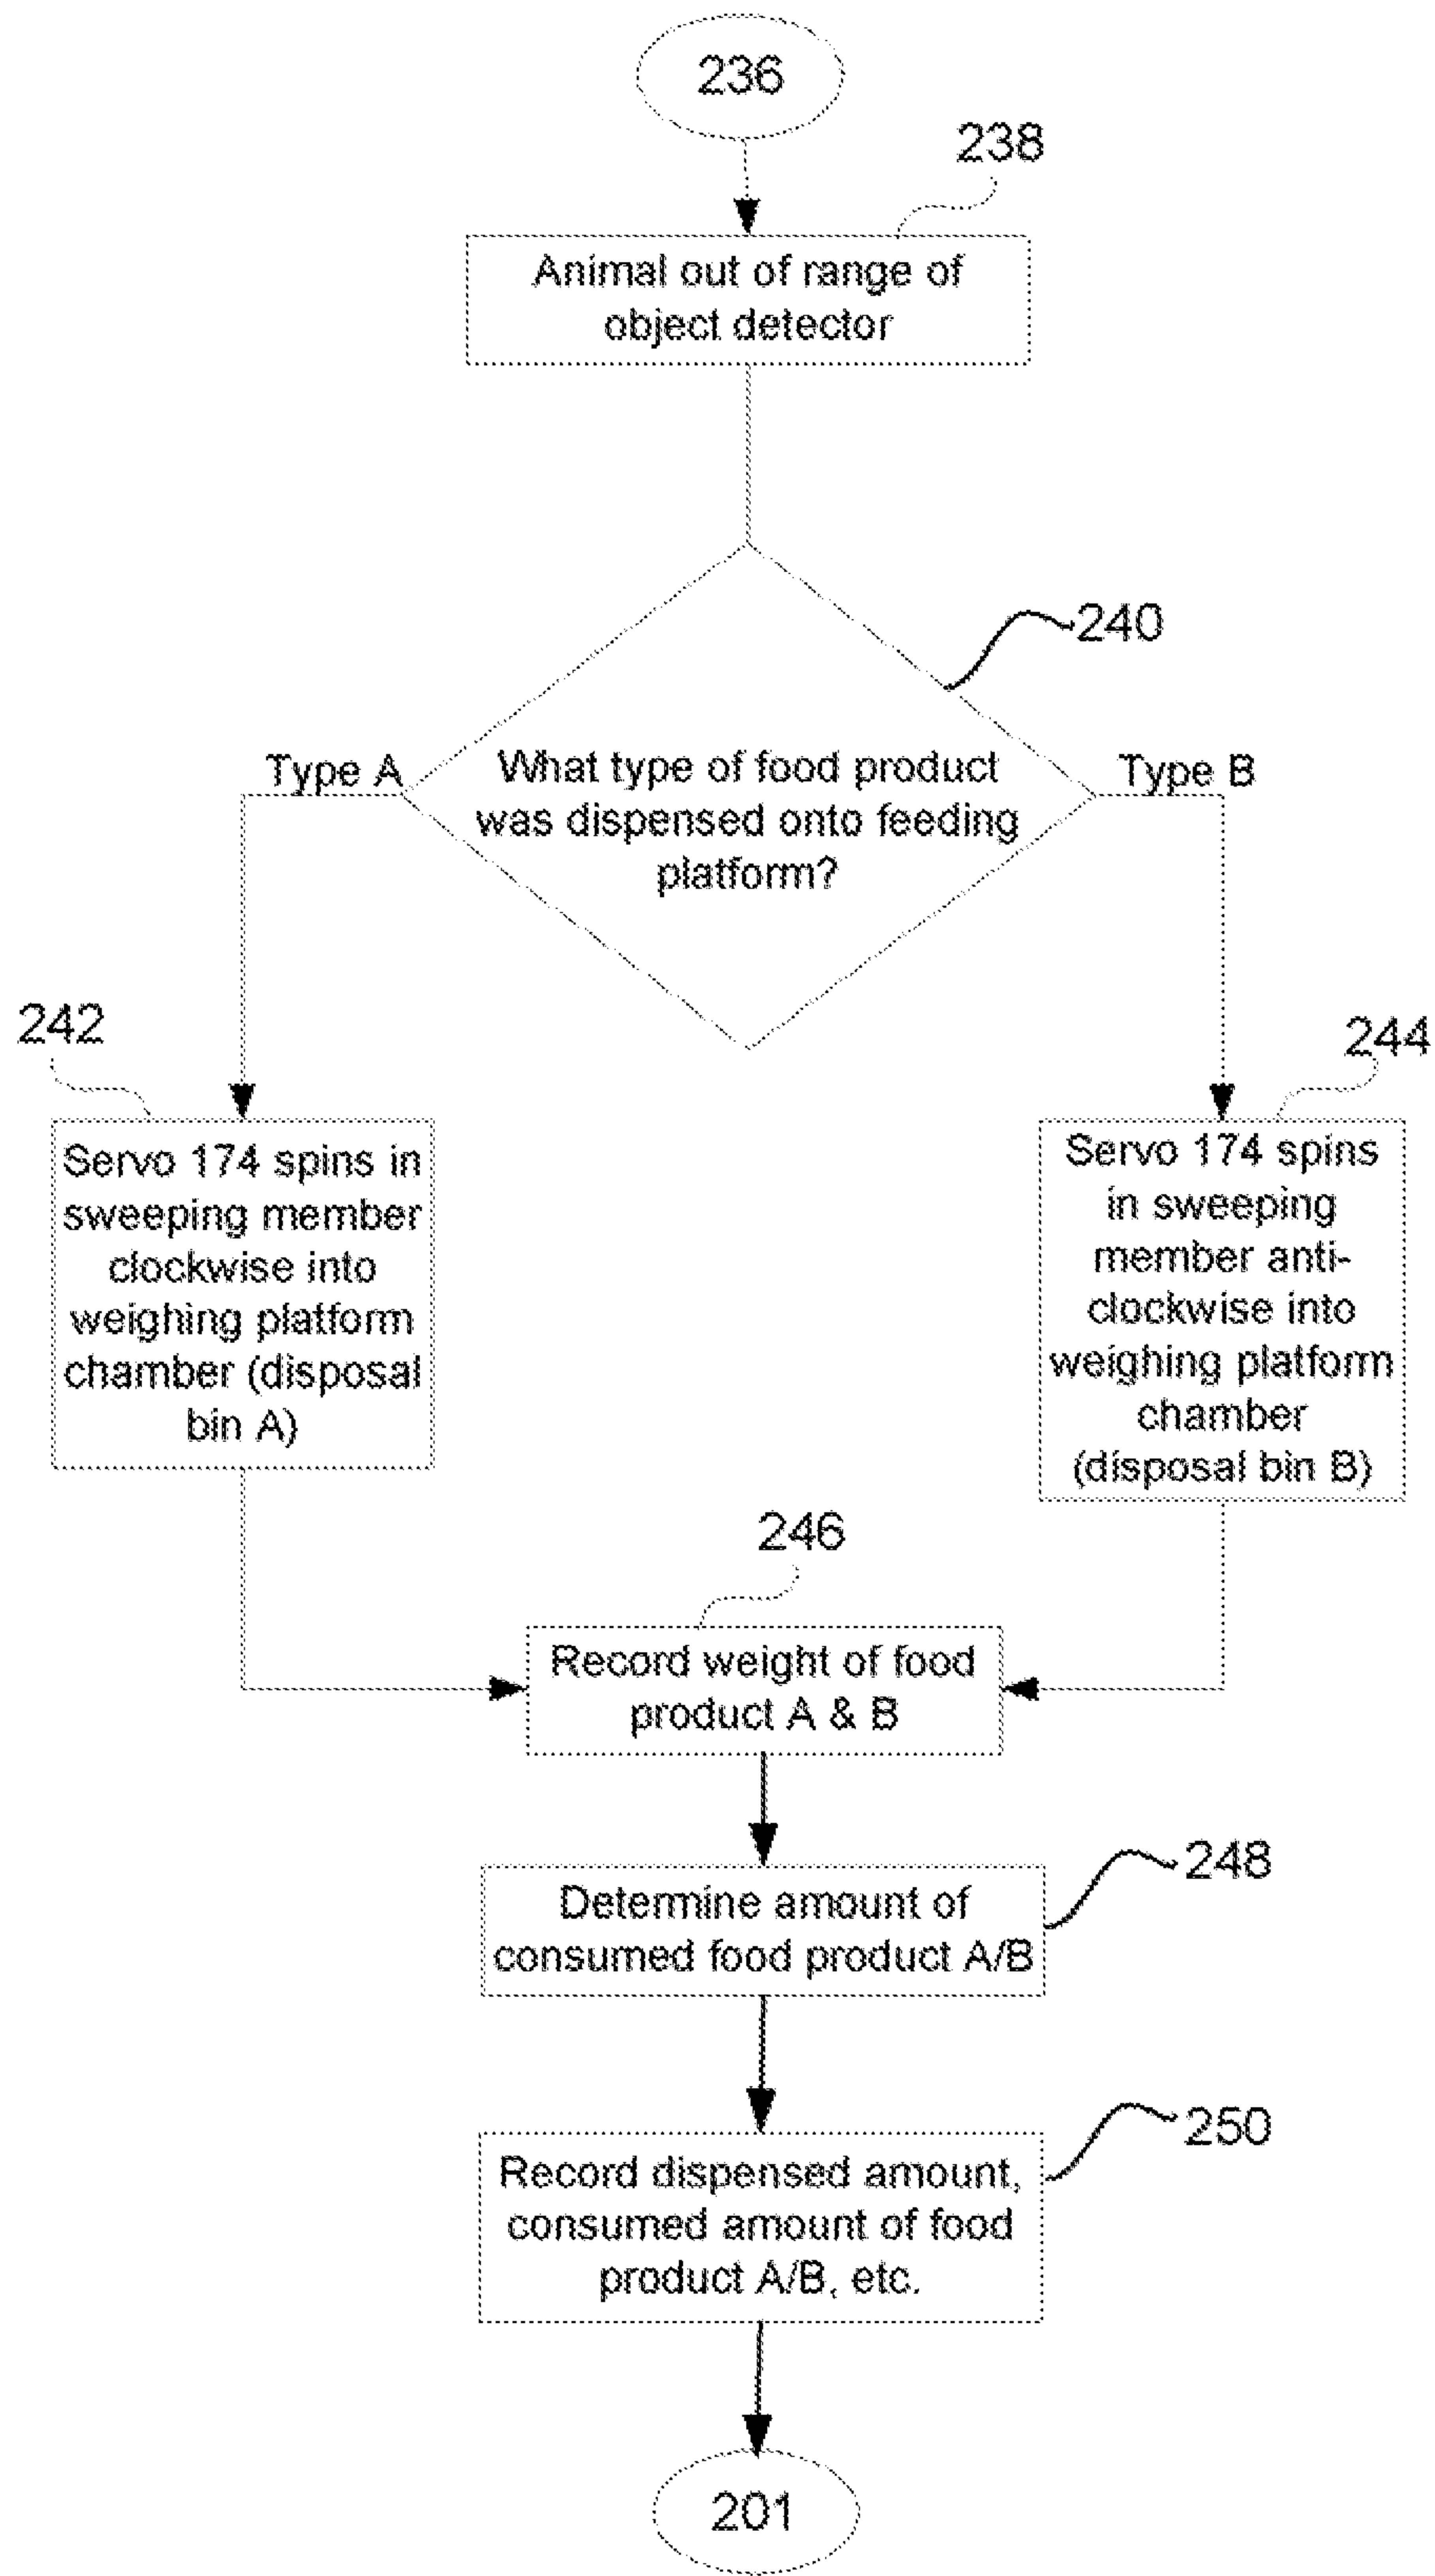 236
238
Animal out of range of
object detector
240
Type A
What type of food product
was dispensed onto feeding
platform?
Type B
242
Servo 174 spins in
sweeping member
clockwise into
weighing platform
chamber (disposal
bin A)
244
Servo 174 spins
in sweeping
member anti-
clockwise into
weighing platform
chamber
(disposal bin B)
246
Record weight of food
product A & B
248
Determine amount of
consumed food product A/B
250
Record dispensed amount,
consumed amount of food
product A/B, etc.
201